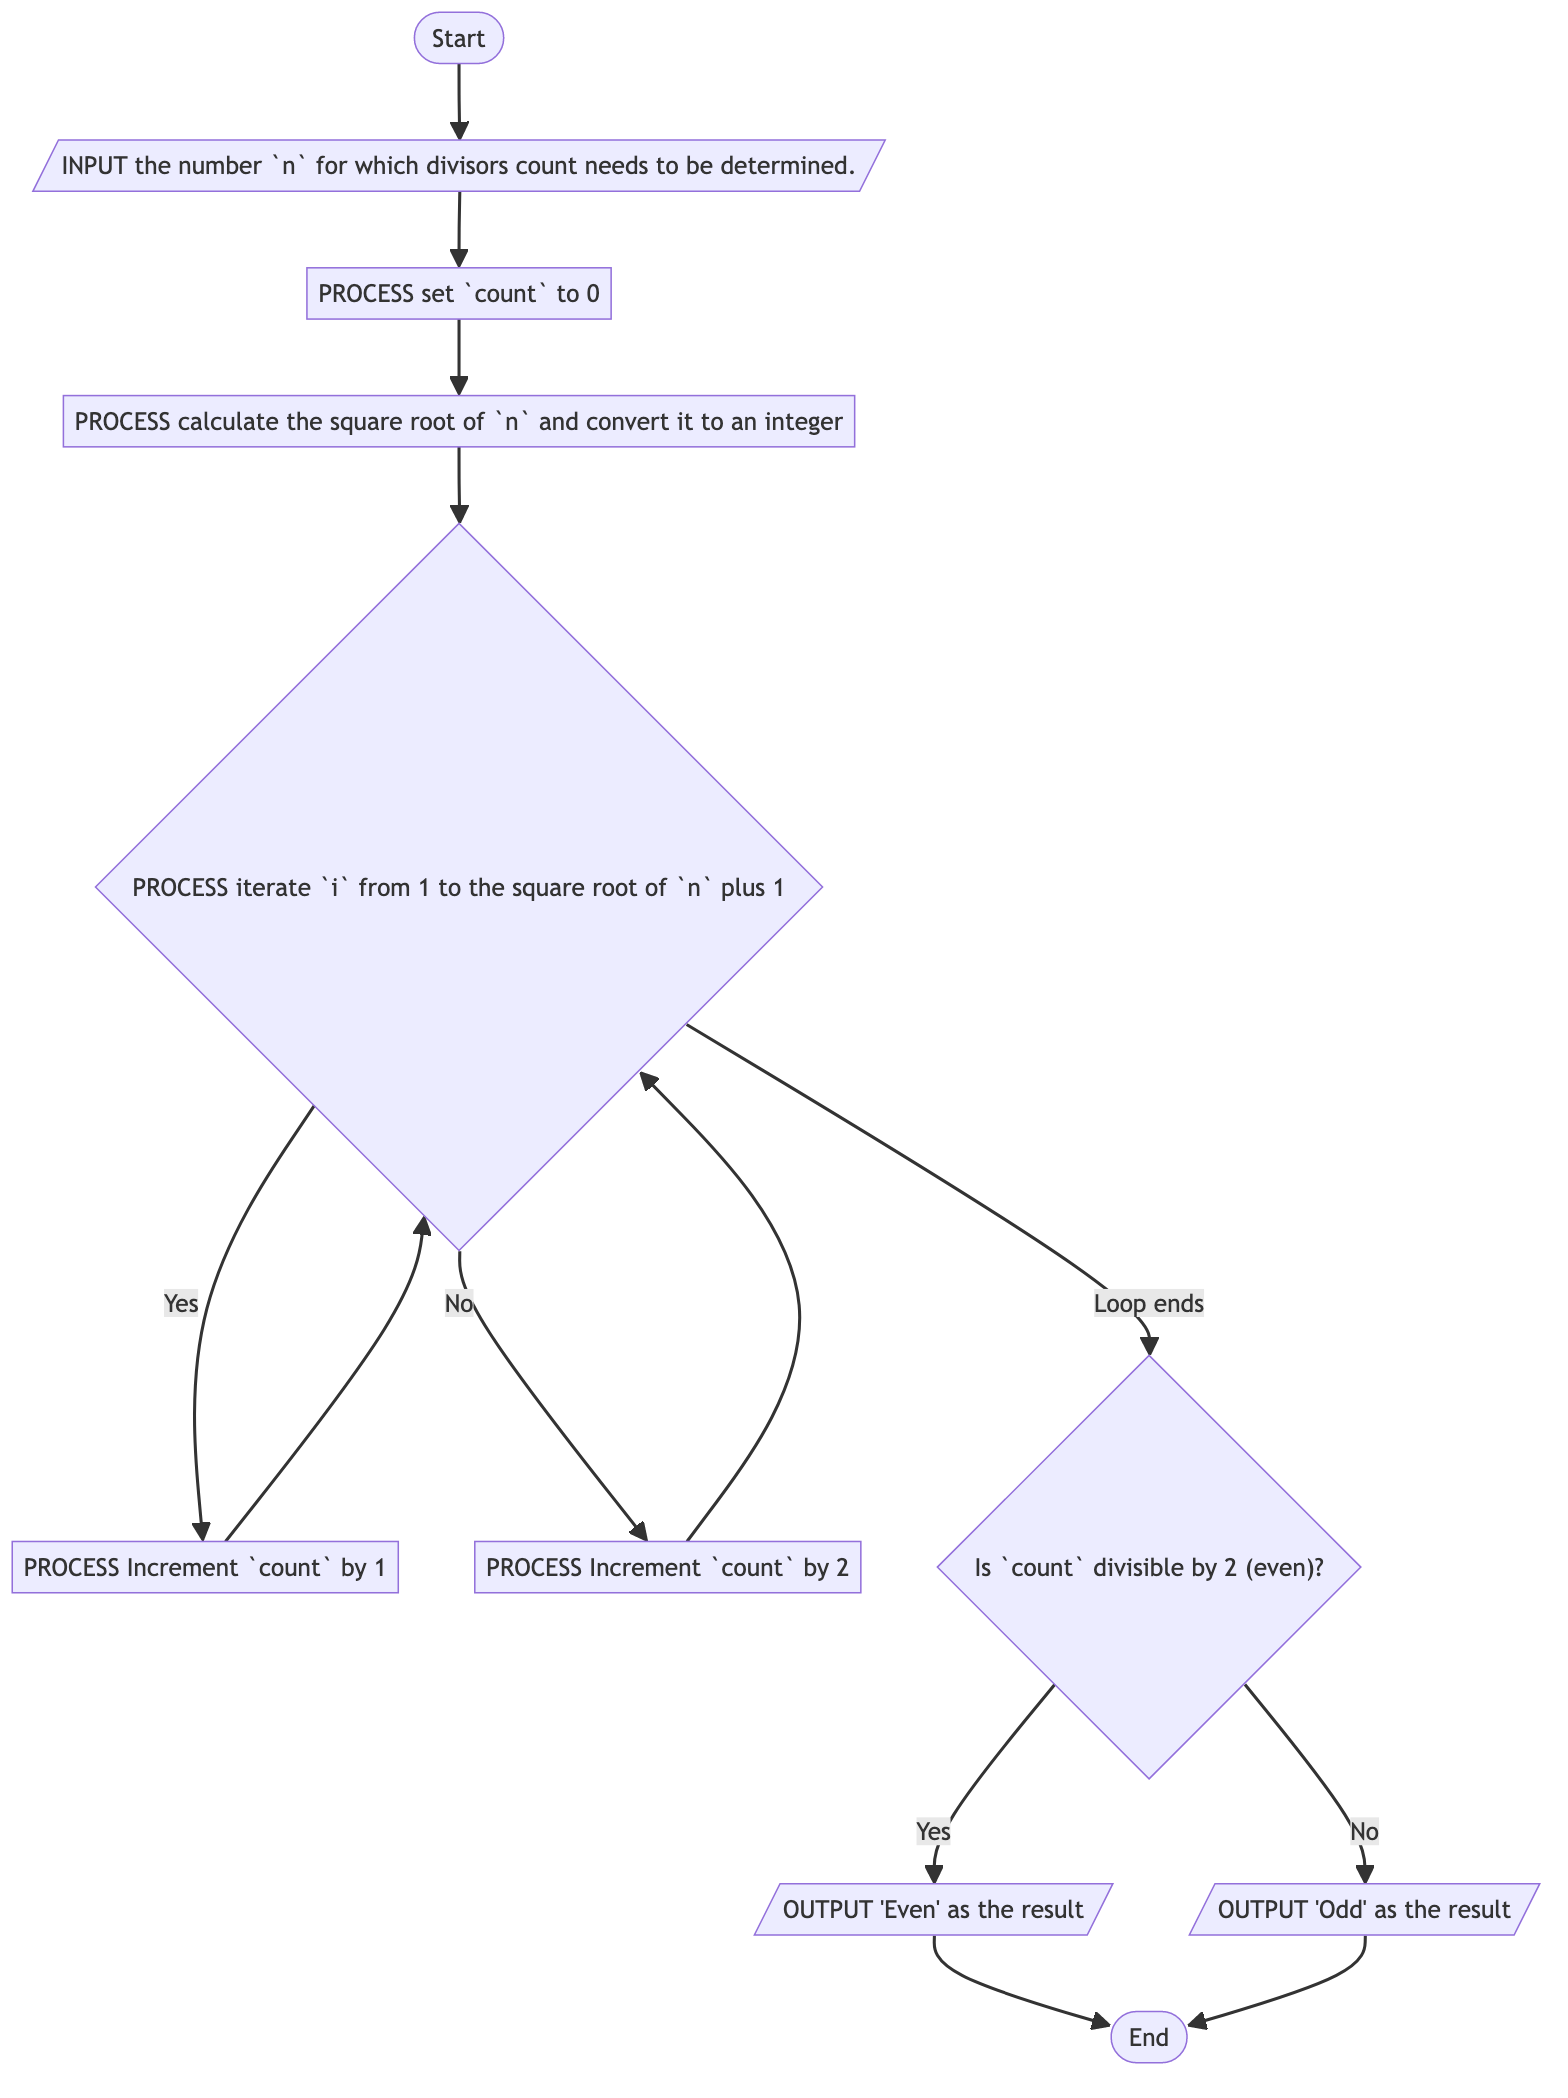 Start
INPUT the number `n` for which divisors count needs to be determined.
PROCESS set `count` to 0
PROCESS calculate the square root of `n` and convert it to an integer
PROCESS iterate `i` from 1 to the square root of `n` plus 1
Yes
No
Loop ends
PROCESS Increment `count` by 1
PROCESS Increment `count` by 2
Is `count` divisible by 2 (even)?
Yes
No
OUTPUT 'Even' as the result
OUTPUT 'Odd' as the result
End